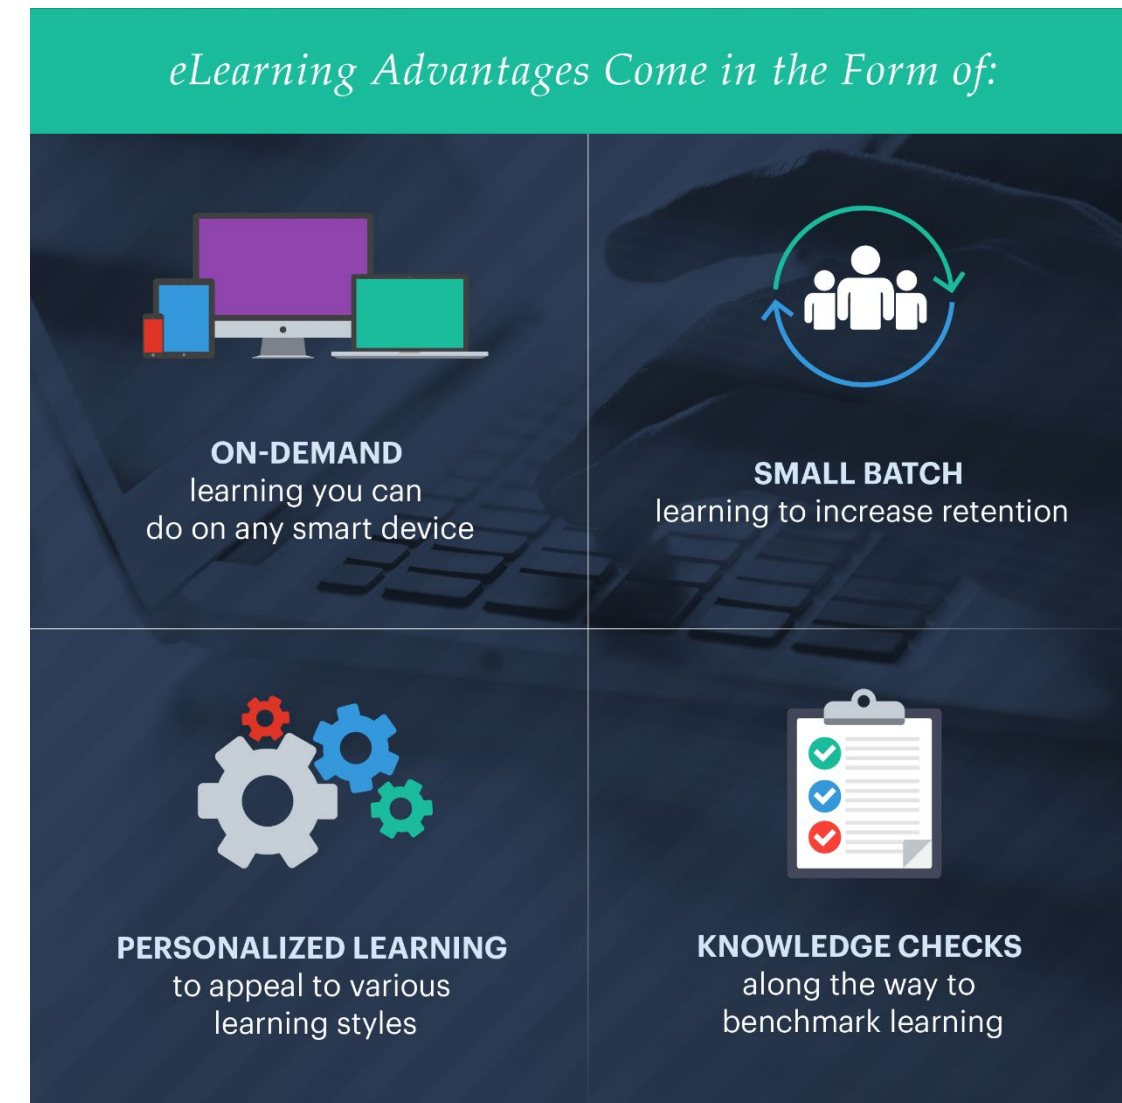 eLearning Advantages Come in the Form of:
ON-DEMAND
learning you can
do on any smart device
SMALL BATCH
learning to increase retention
PERSONALIZED LEARNING
to appeal to various
learning styles
KNOWLEDGE CHECKS
along the way to
benchmark learning